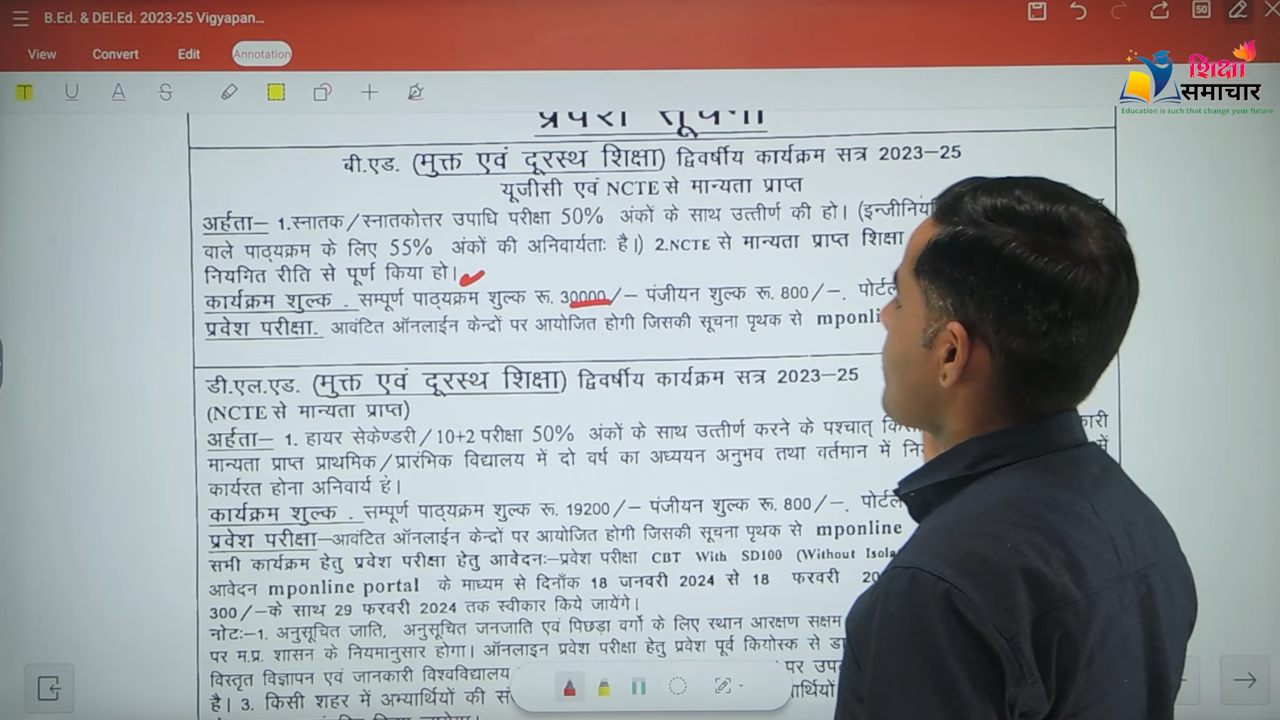 B.Ed. & DEl.Ed. 2023-25 Vigyapan...
50
View Convert Edit Annotation
शिक्षा
समाचार
Education is such that change your future
बी.एड. (मुक्त एवं दूरस्थ शिक्षा) द्विवर्षीय कार्यक्रम सत्र 2023–25
यूजीसी एवं NCTE से मान्यता प्राप्त
अर्हता– 1.स्नातक/स्नातकोत्तर उपाधि परीक्षा 50% अंकों के साथ उत्तीर्ण की हो।
वाले पाठ्यक्रम के लिए 55% अंकों की अनिवार्यताः है।) 2.NCTE से मान्यता प्राप्त शिक्षा
नियमित रीति से पूर्ण किया हो।
कार्यक्रम शुल्क . सम्पूर्ण पाठ्यक्रम शुल्क रू. 30000/– पंजीयन शुल्क रू. 800/–.
प्रवेश परीक्षा. आवंटित ऑनलाईन केन्द्रों पर आयोजित होगी जिसकी सूचना पृथक से
डी.एल.एड. (मुक्त एवं दूरस्थ शिक्षा) द्विवर्षीय कार्यक्रम सत्र 2023–25
(NCTE से मान्यता प्राप्त)
अर्हता– 1. हायर सेकेण्डरी/10+2 परीक्षा 50% अंकों के साथ उत्तीर्ण करने के पश्चात्
मान्यता प्राप्त प्राथमिक/प्रारंभिक विद्यालय में दो वर्ष का अध्ययन अनुभव तथा वर्तमान में
कार्यरत होना अनिवार्य हं।
कार्यक्रम शुल्क . सम्पूर्ण पाठ्यक्रम शुल्क रू. 19200/– पंजीयन शुल्क रू. 800/–.
प्रवेश परीक्षा–आवंटित ऑनलाईन केन्द्रों पर आयोजित होगी जिसकी सूचना पृथक से mponline
सभी कार्यक्रम हेतु प्रवेश परीक्षा हेतु आवेदनः–प्रवेश परीक्षा CBT With SD100 (Without
आवेदन mponline portal के माध्यम से दिनाँक 18 जनवरी 2024 से 18 फरवरी
300/–के साथ 29 फरवरी 2024 तक स्वीकार किये जायेंगे।
नोटः–1. अनुसूचित जाति, अनुसूचित जनजाति एवं पिछड़ा वर्गो के लिए स्थान आरक्षण सक्षम
पर म.प्र. शासन के नियमानुसार होगा। ऑनलाइन प्रवेश परीक्षा हेतु प्रवेश पूर्व कियोस्क से
विस्तृत विज्ञापन एवं जानकारी विश्वविद्यालय पर
है। 3. किसी शहर में अभ्यार्थियों की